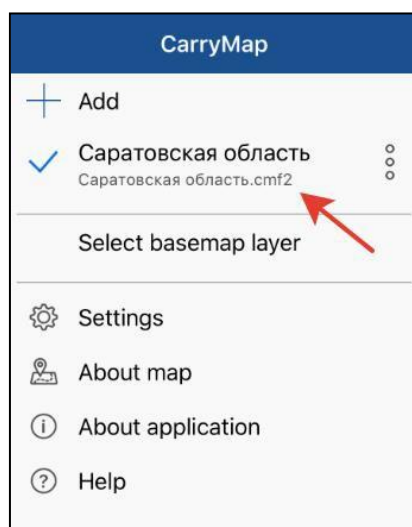 CarryMap
Add
Саратовская область
Саратовская область.cmf2
Select basemap layer
Settings
About map
About application
Help